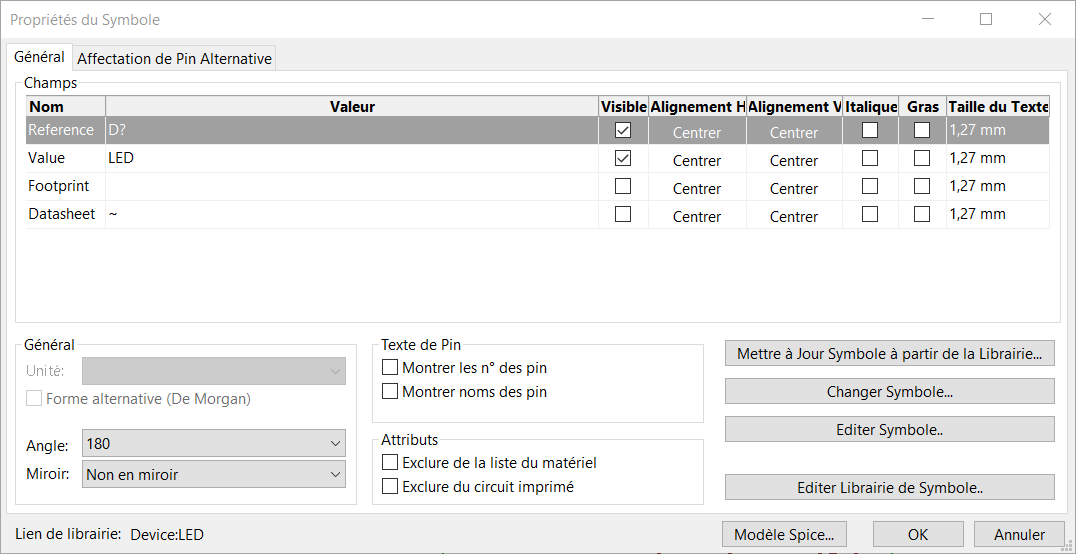 Propriétés du Symbole
Général Affectation de Pin Alternative
Champs
Nom Valeur Visible Alignement H Alignement V Italique Gras Taille du Texte
Reference D? Centrer Centrer 1,27 mm
Value LED Centrer Centrer 1,27 mm
Footprint Centrer Centrer 1,27 mm
Datasheet ~ Centrer Centrer 1,27 mm
Général
Unité:
Forme alternative (De Morgan)
Angle: 180
Miroir: Non en miroir
Texte de Pin
Montrer les n° des pin
Montrer noms des pin
Attributs
Exclure de la liste du matériel
Exclure du circuit imprimé
Mettre à Jour Symbole à partir de la Librairie...
Changer Symbole...
Editer Symbole..
Editer Librairie de Symbole..
Lien de librairie: Device:LED
Modèle Spice... OK Annuler